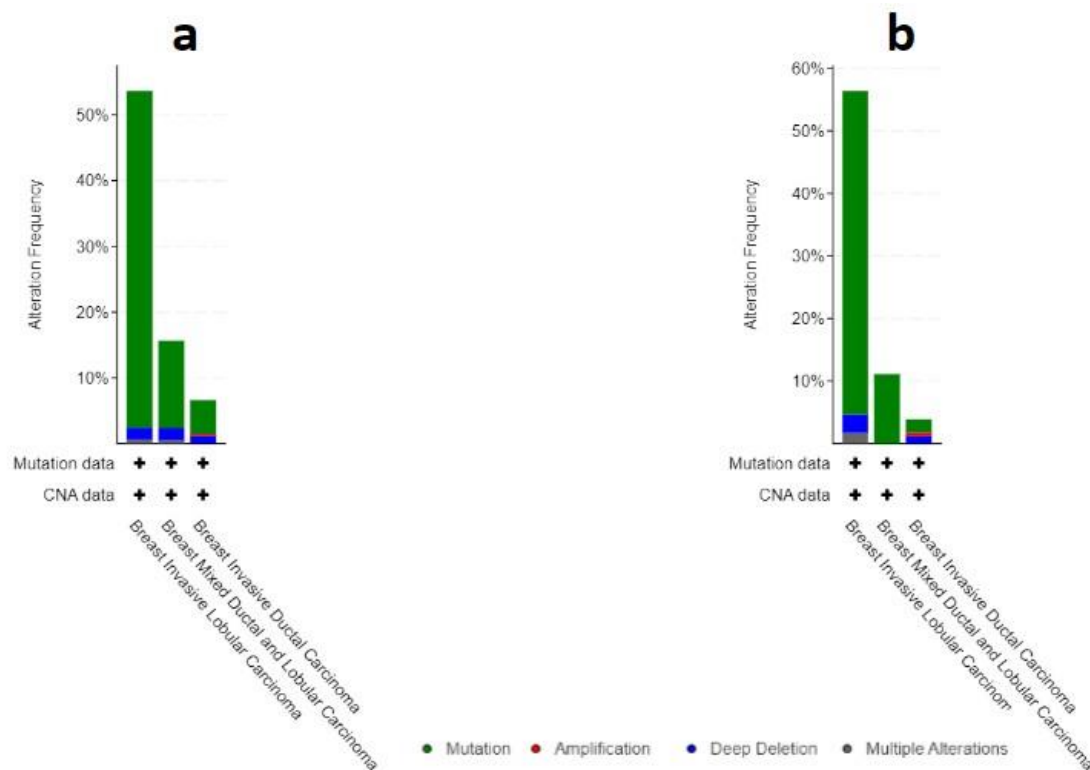 a
50%
40%
30%
20%
10%
Alteration Frequency
Mutation data + + +
CNA data + + +
Breast Invasive Lobular Carcinoma
Breast Mixed Ductal and Lobular Carcinoma
Breast Invasive Ductal Carcinoma
b
60%
50%
40%
30%
20%
10%
Alteration Frequency
Mutation data + + +
CNA data + + +
Breast Invasive Lobular Carcinom
Breast Mixed Ductal and Lobular Carcinoma
Breast Invasive Ductal Carcinoma
Mutation Amplification Deep Deletion Multiple Alterations